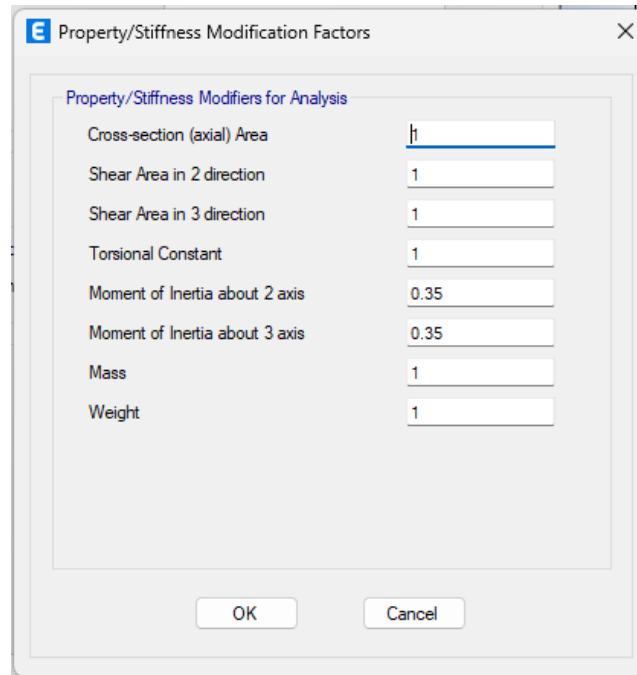 E Property/Stiffness Modification Factors
Property/Stiffness Modifiers for Analysis
Cross-section (axial) Area 1
Shear Area in 2 direction 1
Shear Area in 3 direction 1
Torsional Constant 1
Moment of Inertia about 2 axis 0.35
Moment of Inertia about 3 axis 0.35
Mass 1
Weight 1
OK Cancel